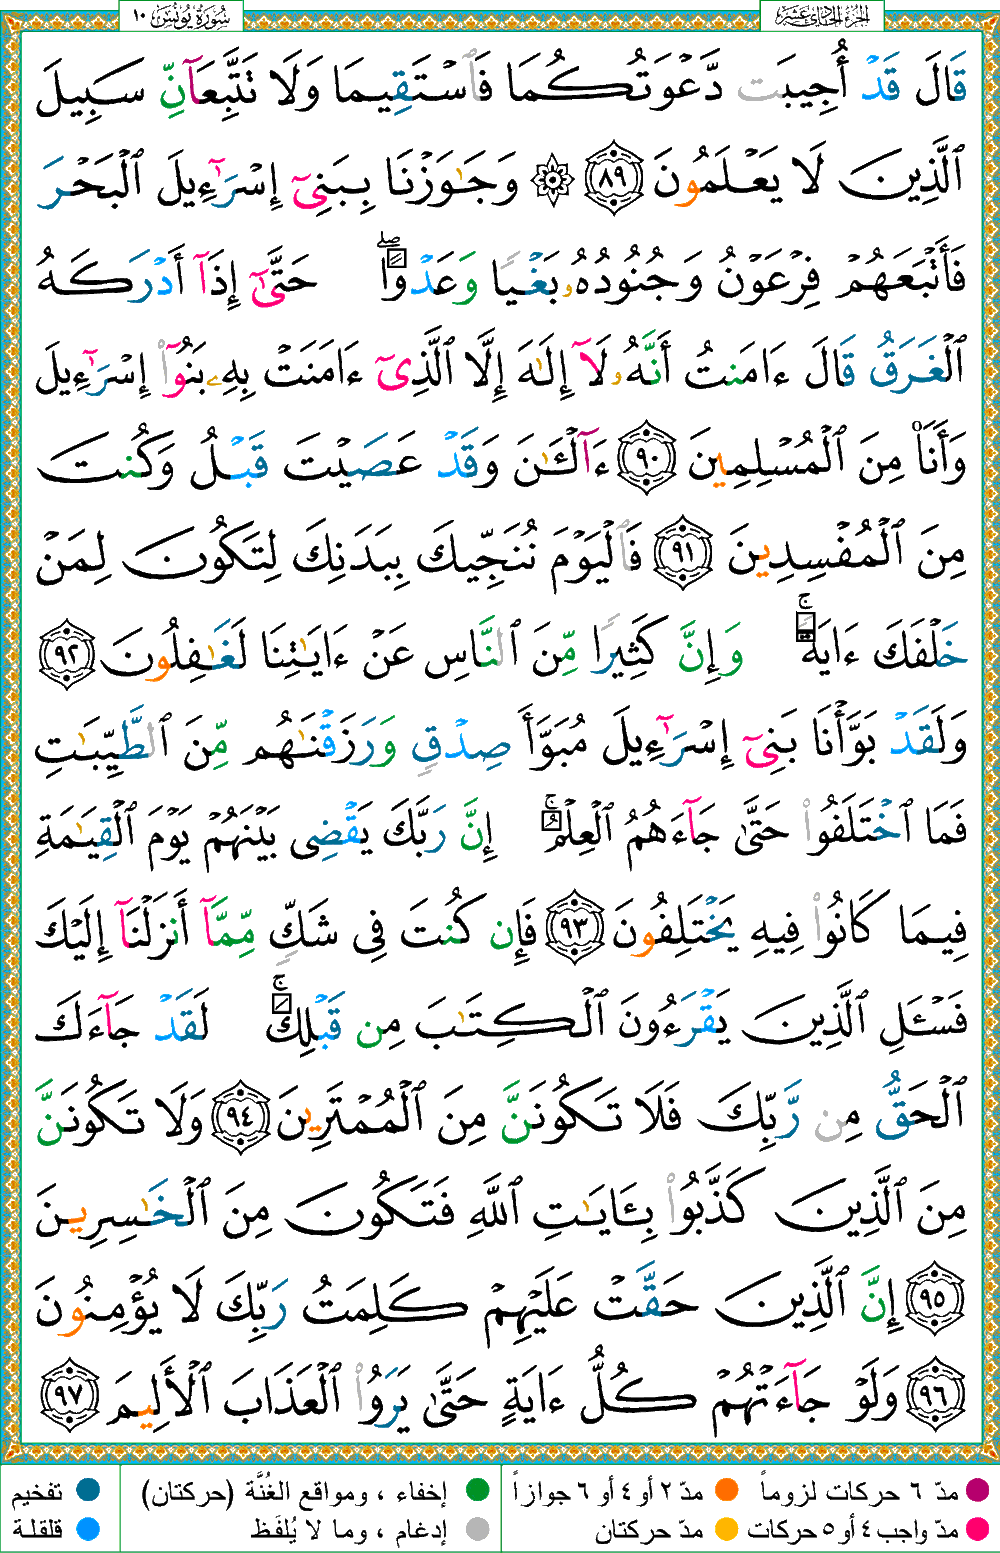 الجزء الحادي عشر
سورة يونس ١٠
قَالَ قَدْ أُجِيبَت دَّعْوَتُكُمَا فَٱسْتَقِيمَا وَلَا تَتَّبِعَآنِّ سَبِيلَ
ٱلَّذِينَ لَا يَعْلَمُونَ ٨٩ ۞ وَجَٰوَزْنَا بِبَنِىٓ إِسْرَٰٓءِيلَ ٱلْبَحْرَ
فَأَتْبَعَهُمْ فِرْعَوْنُ وَجُنُودُهُۥ بَغْيًا وَعَدْوًا ۖ حَتَّىٰٓ إِذَآ أَدْرَكَهُ
ٱلْغَرَقُ قَالَ ءَامَنتُ أَنَّهُۥ لَآ إِلَٰهَ إِلَّا ٱلَّذِىٓ ءَامَنَتْ بِهِۦ بَنُوٓا۟ إِسْرَٰٓءِيلَ
وَأَنَا۠ مِنَ ٱلْمُسْلِمِينَ ٩٠ ءَآلْـَٰٔنَ وَقَدْ عَصَيْتَ قَبْلُ وَكُنتَ
مِنَ ٱلْمُفْسِدِينَ ٩١ فَٱلْيَوْمَ نُنَجِّيكَ بِبَدَنِكَ لِتَكُونَ لِمَنْ
خَلْفَكَ ءَايَةً ۚ وَإِنَّ كَثِيرًا مِّنَ ٱلنَّاسِ عَنْ ءَايَٰتِنَا لَغَٰفِلُونَ ٩٢
وَلَقَدْ بَوَّأْنَا بَنِىٓ إِسْرَٰٓءِيلَ مُبَوَّأَ صِدْقٍ وَرَزَقْنَٰهُم مِّنَ ٱلطَّيِّبَٰتِ
فَمَا ٱخْتَلَفُوا۟ حَتَّىٰ جَآءَهُمُ ٱلْعِلْمُ ۚ إِنَّ رَبَّكَ يَقْضِى بَيْنَهُمْ يَوْمَ ٱلْقِيَٰمَةِ
فِيمَا كَانُوا۟ فِيهِ يَخْتَلِفُونَ ٩٣ فَإِن كُنتَ فِى شَكٍّ مِّمَّآ أَنزَلْنَآ إِلَيْكَ
فَسْـَٔلِ ٱلَّذِينَ يَقْرَءُونَ ٱلْكِتَٰبَ مِن قَبْلِكَ ۚ لَقَدْ جَآءَكَ
ٱلْحَقُّ مِن رَّبِّكَ فَلَا تَكُونَنَّ مِنَ ٱلْمُمْتَرِينَ ٩٤ وَلَا تَكُونَنَّ
مِنَ ٱلَّذِينَ كَذَّبُوا۟ بِـَٔايَٰتِ ٱللَّهِ فَتَكُونَ مِنَ ٱلْخَٰسِرِينَ
٩٥ إِنَّ ٱلَّذِينَ حَقَّتْ عَلَيْهِمْ كَلِمَتُ رَبِّكَ لَا يُؤْمِنُونَ
٩٦ وَلَوْ جَآءَتْهُمْ كُلُّ ءَايَةٍ حَتَّىٰ يَرَوُا۟ ٱلْعَذَابَ ٱلْأَلِيمَ ٩٧
مدّ ٦ حركات لزوماً مدّ ٢ أو ٤ أو ٦ جوازاً إخفاء ، ومواقع الغُنَّة (حركتان) تفخيم
مدّ واجب ٤ أو ٥ حركات مدّ حركتان إدغام ، وما لا يُلفَظ قلقلة